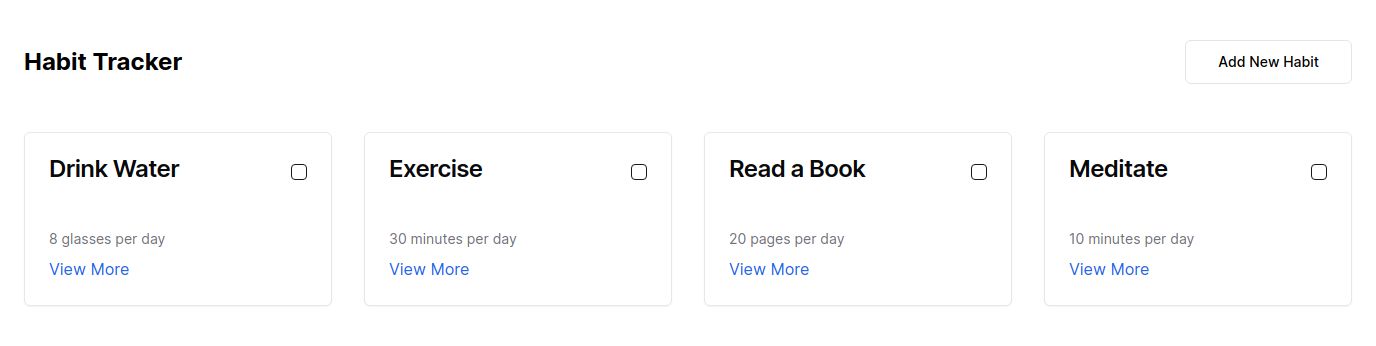 Habit Tracker
Add New Habit
Drink Water
8 glasses per day
View More
Exercise
30 minutes per day
View More
Read a Book
20 pages per day
View More
Meditate
10 minutes per day
View More